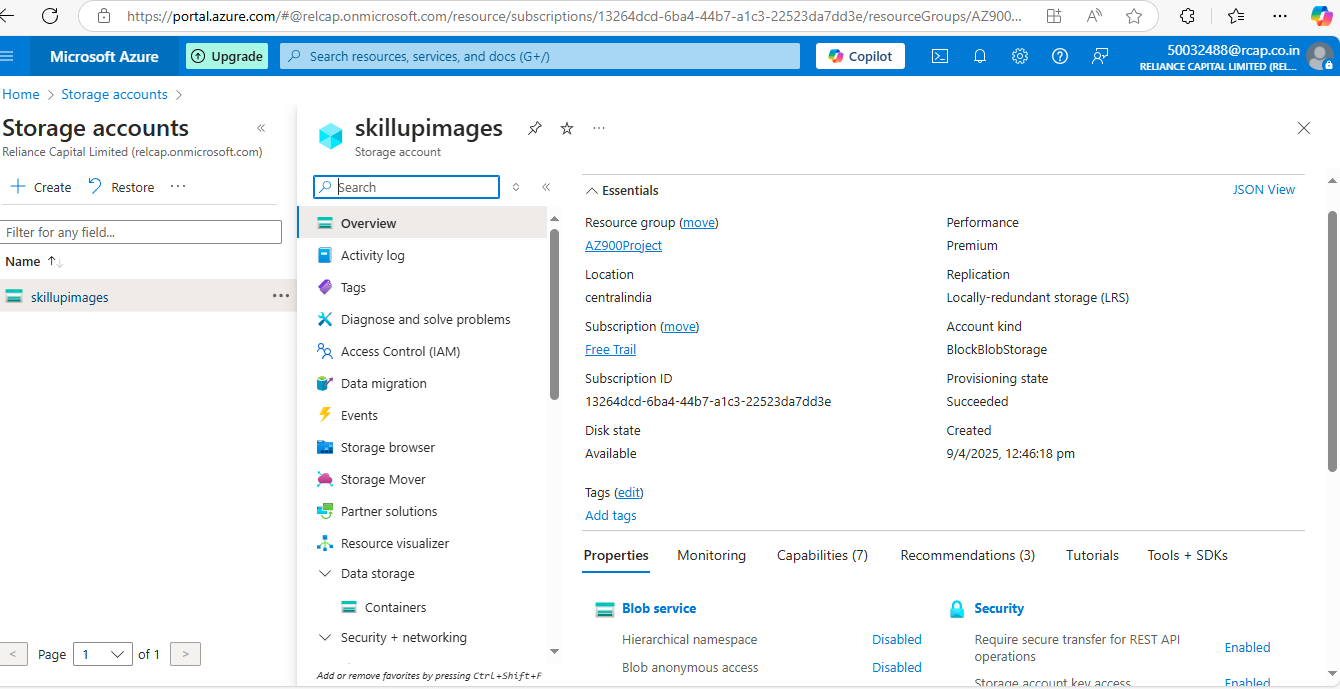 https://portal.azure.com/#@relcap.onmicrosoft.com/resource/subscriptions/13264dcd-6ba4-44b7-a1c3-22523da7dd3e/resourceGroups/AZ900...
Microsoft Azure
Upgrade
Search resources, services, and docs (G+/)
Copilot
50032488@rcap.co.in
RELIANCE CAPITAL LIMITED (REL...
Home > Storage accounts >
Storage accounts
Reliance Capital Limited (relcap.onmicrosoft.com)
Create
Restore
...
Filter for any field...
Name ↑↓
skillupimages
...
< Page 1 of 1 >
skillupimages
...
Storage account
Search
Overview
Activity log
Tags
Diagnose and solve problems
Access Control (IAM)
Data migration
Events
Storage browser
Storage Mover
Partner solutions
Resource visualizer
Data storage
Containers
Security + networking
Add or remove favorites by pressing Ctrl+Shift+F
Essentials
JSON View
Resource group (move)
AZ900Project
Location
centralindia
Subscription (move)
Free Trail
Subscription ID
13264dcd-6ba4-44b7-a1c3-22523da7dd3e
Disk state
Available
Performance
Premium
Replication
Locally-redundant storage (LRS)
Account kind
BlockBlobStorage
Provisioning state
Succeeded
Created
9/4/2025, 12:46:18 pm
Tags (edit)
Add tags
Properties Monitoring Capabilities (7) Recommendations (3) Tutorials Tools + SDKs
Blob service
Hierarchical namespace Disabled
Blob anonymous access Disabled
Security
Require secure transfer for REST API
operations Enabled
Storage account key access Enabled